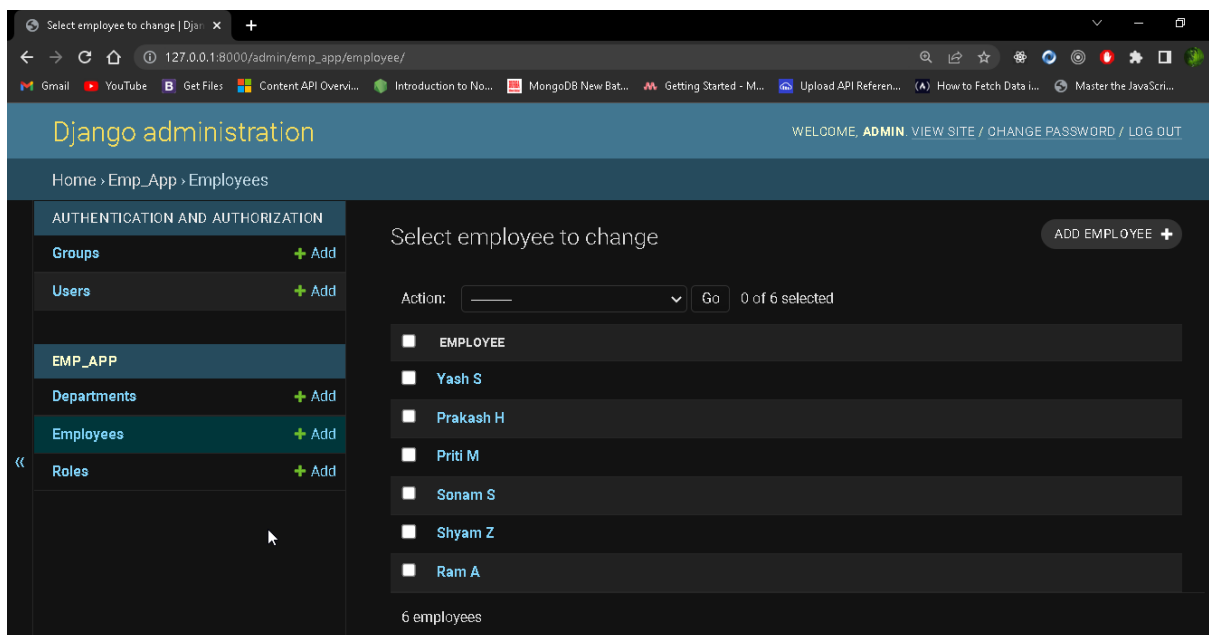 Select employee to change | Djan
127.0.0.1:8000/admin/emp_app/employee/
Gmail YouTube Get Files Content API Overvi... Introduction to No... MongoDB New Bat... Getting Started - M... Upload API Referen... How to Fetch Data i... Master the JavaScri...
Django administration WELCOME, ADMIN. VIEW SITE / CHANGE PASSWORD / LOG OUT
Home › Emp_App › Employees
AUTHENTICATION AND AUTHORIZATION
Groups + Add
Users + Add
EMP_APP
Departments + Add
Employees + Add
Roles + Add
«
Select employee to change
ADD EMPLOYEE +
Action: --------- Go 0 of 6 selected
EMPLOYEE
Yash S
Prakash H
Priti M
Sonam S
Shyam Z
Ram A
6 employees